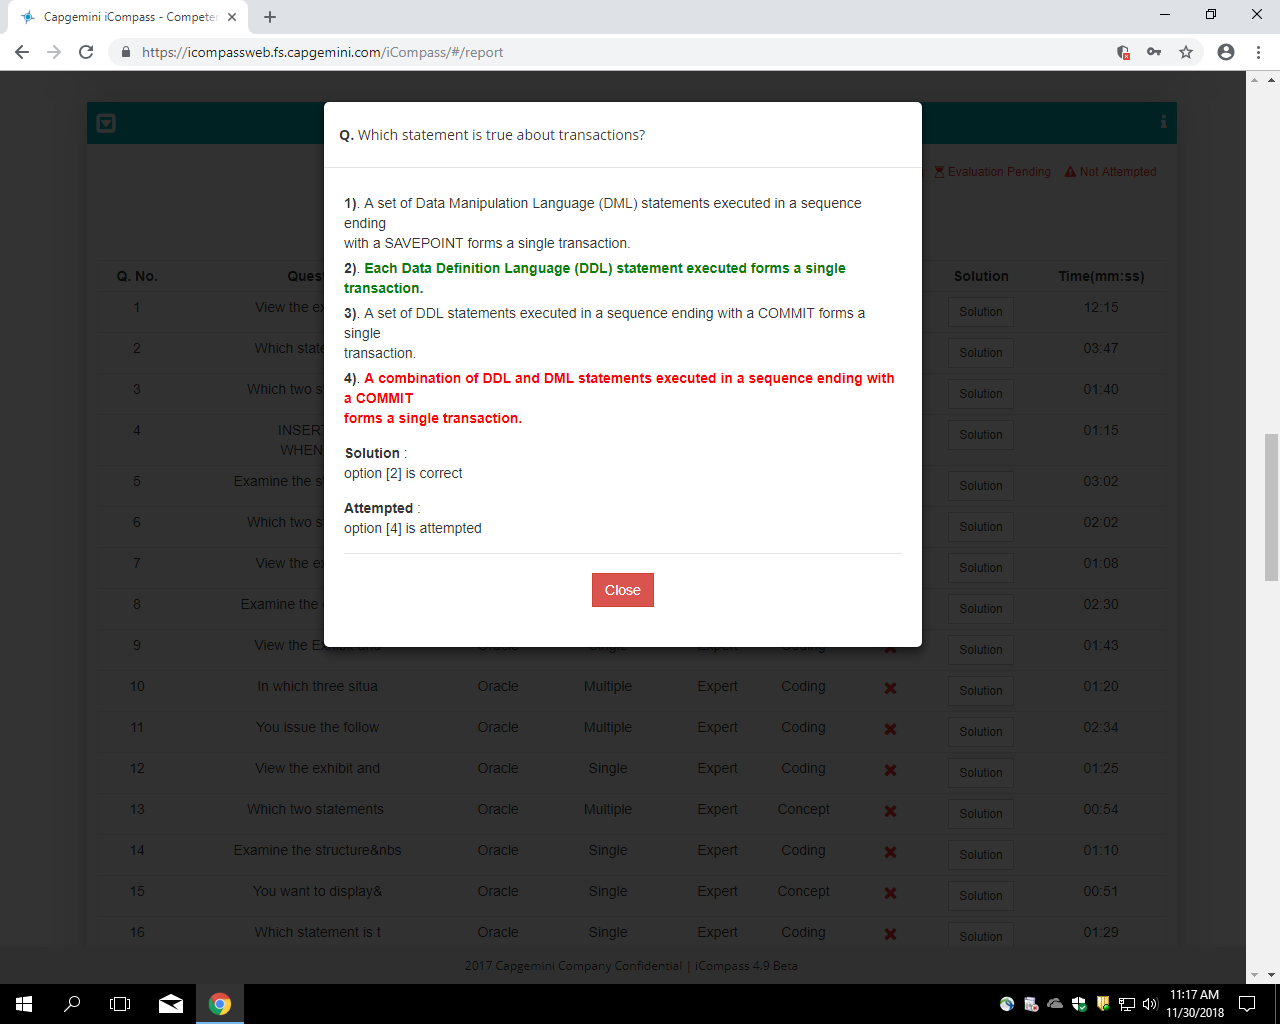 Capgemini iCompass - Competer
https://icompassweb.fs.capgemini.com/iCompass/#/report
Q. Which statement is true about transactions?
Evaluation Pending Not Attempted
1). A set of Data Manipulation Language (DML) statements executed in a sequence
ending
with a SAVEPOINT forms a single transaction.
2). Each Data Definition Language (DDL) statement executed forms a single
transaction.
3). A set of DDL statements executed in a sequence ending with a COMMIT forms a
single
transaction.
4). A combination of DDL and DML statements executed in a sequence ending with
a COMMIT
forms a single transaction.
Solution :
option [2] is correct
Attempted :
option [4] is attempted
Close
Q. No. Ques Solution Time(mm:ss)
1 View the ex Solution 12:15
2 Which state Solution 03:47
3 Which two s Solution 01:40
4 INSER Solution 01:15
WHEN
5 Examine the s Solution 03:02
6 Which two s Solution 02:02
7 View the ex Solution 01:08
8 Examine the Solution 02:30
9 View the Exhibit and Oracle Single Expert Coding Solution 01:43
10 In which three situa Oracle Multiple Expert Coding Solution 01:20
11 You issue the follow Oracle Multiple Expert Coding Solution 02:34
12 View the exhibit and Oracle Single Expert Coding Solution 01:25
13 Which two statements Oracle Multiple Expert Concept Solution 00:54
14 Examine the structure&nbs Oracle Single Expert Coding Solution 01:10
15 You want to display& Oracle Single Expert Concept Solution 00:51
16 Which statement is t Oracle Single Expert Coding Solution 01:29
2017 Capgemini Company Confidential | iCompass 4.9 Beta
11:17 AM
11/30/2018